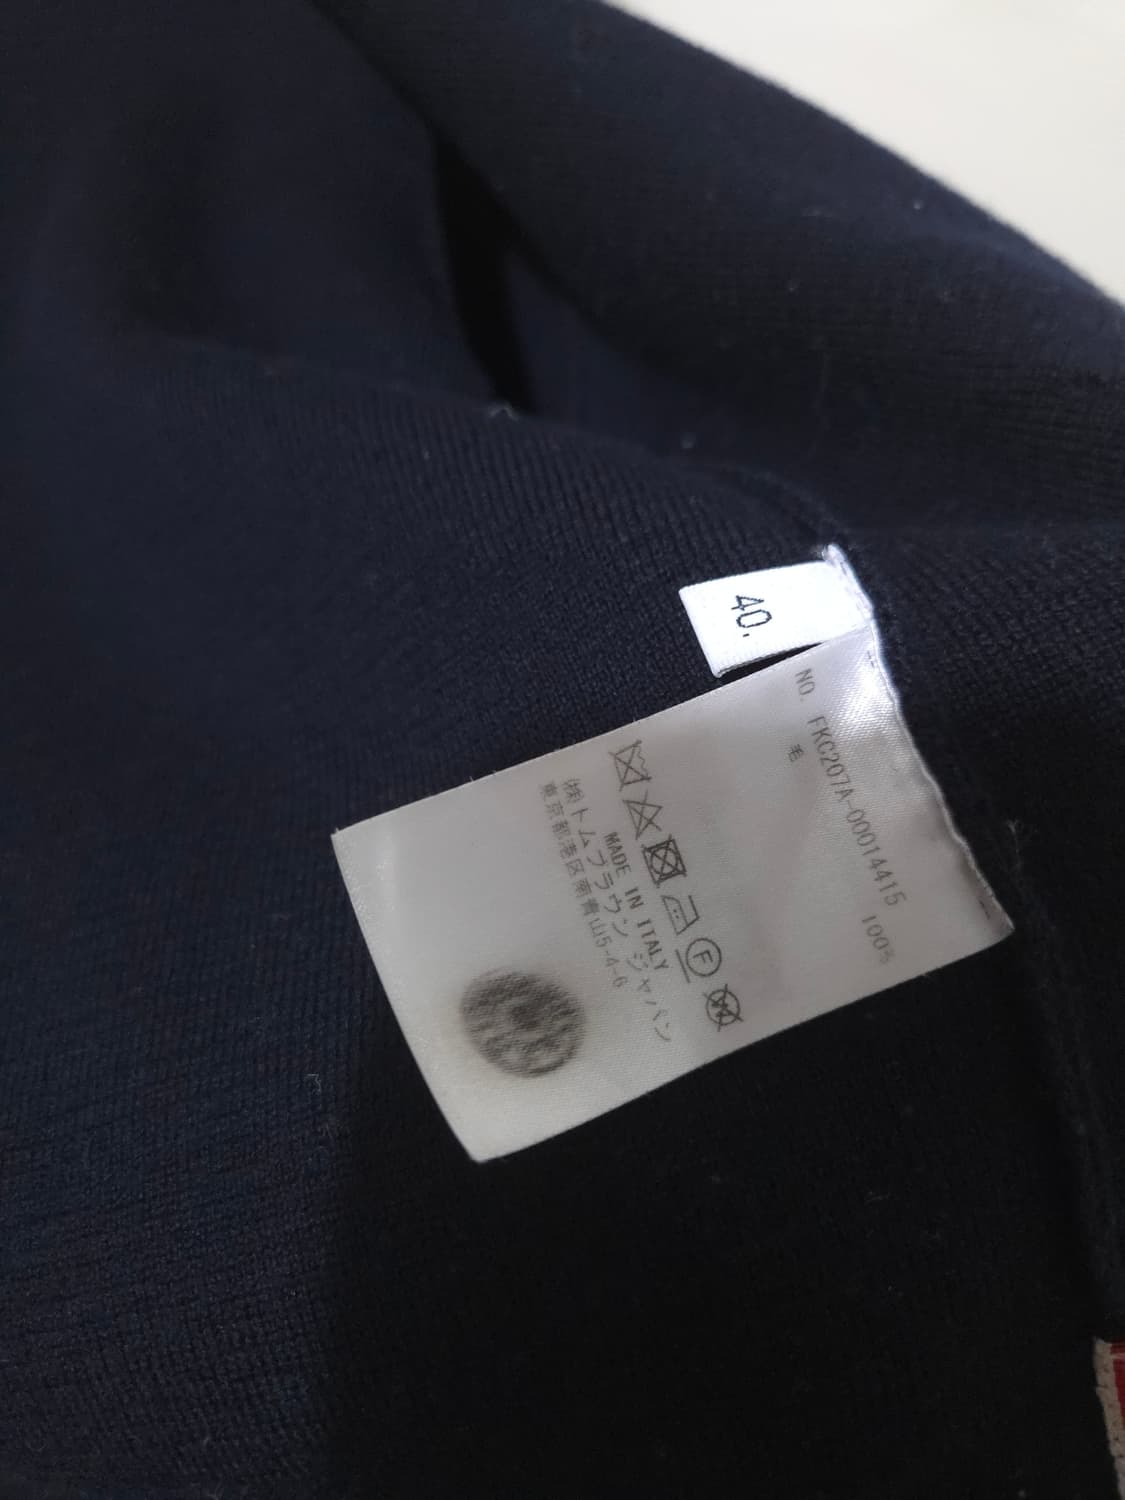 40.
NO. FKC207A-00014415
毛 100%
MADE IN ITALY
(株)トムブラウン ジャパン
東京都港区南青山5-4-6
F